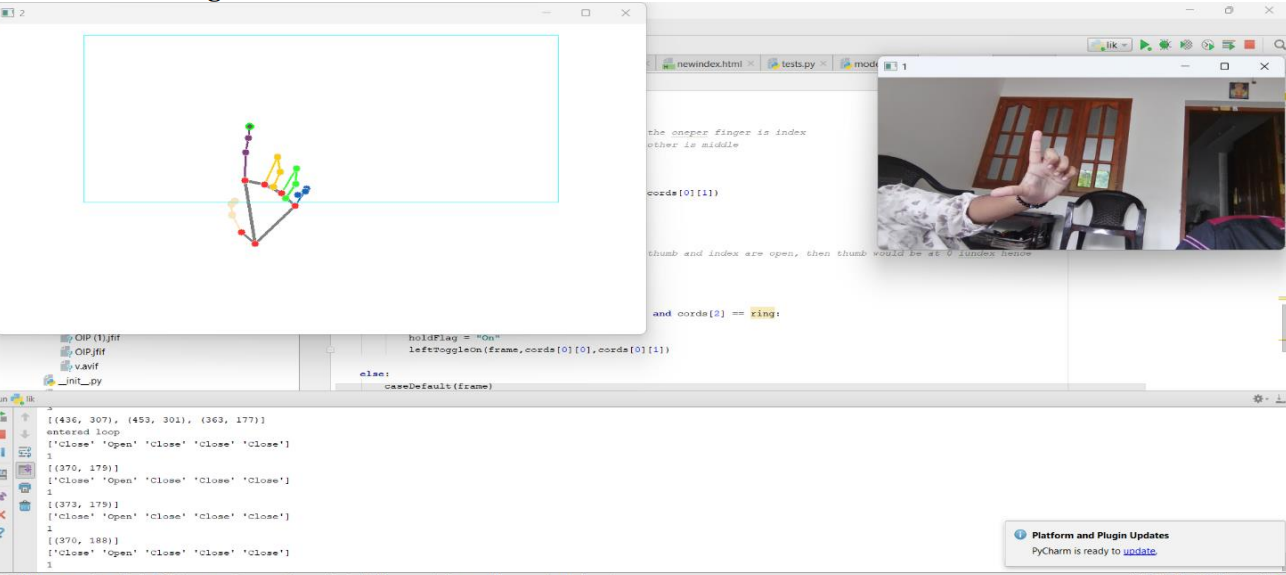 2
lik
newindex.html
tests.py
mode
1
the oneper finger is index
other is middle
cords[0][1])
thumb and index are open, then thumb would be at 0 iundex hence
and cords[2] == ring:
holdFlag = "On"
leftToggleOn(frame,cords[0][0],cords[0][1])
else:
caseDefault(frame)
OIP (1).jfif
OIP.jfif
v.avif
__init__.py
un lik
[(436, 307), (453, 301), (363, 177)]
entered loop
['Close' 'Open' 'Close' 'Close' 'Close']
1
[(370, 179)]
['Close' 'Open' 'Close' 'Close' 'Close']
1
[(373, 179)]
['Close' 'Open' 'Close' 'Close' 'Close']
1
[(370, 188)]
['Close' 'Open' 'Close' 'Close' 'Close']
1
Platform and Plugin Updates
PyCharm is ready to update.